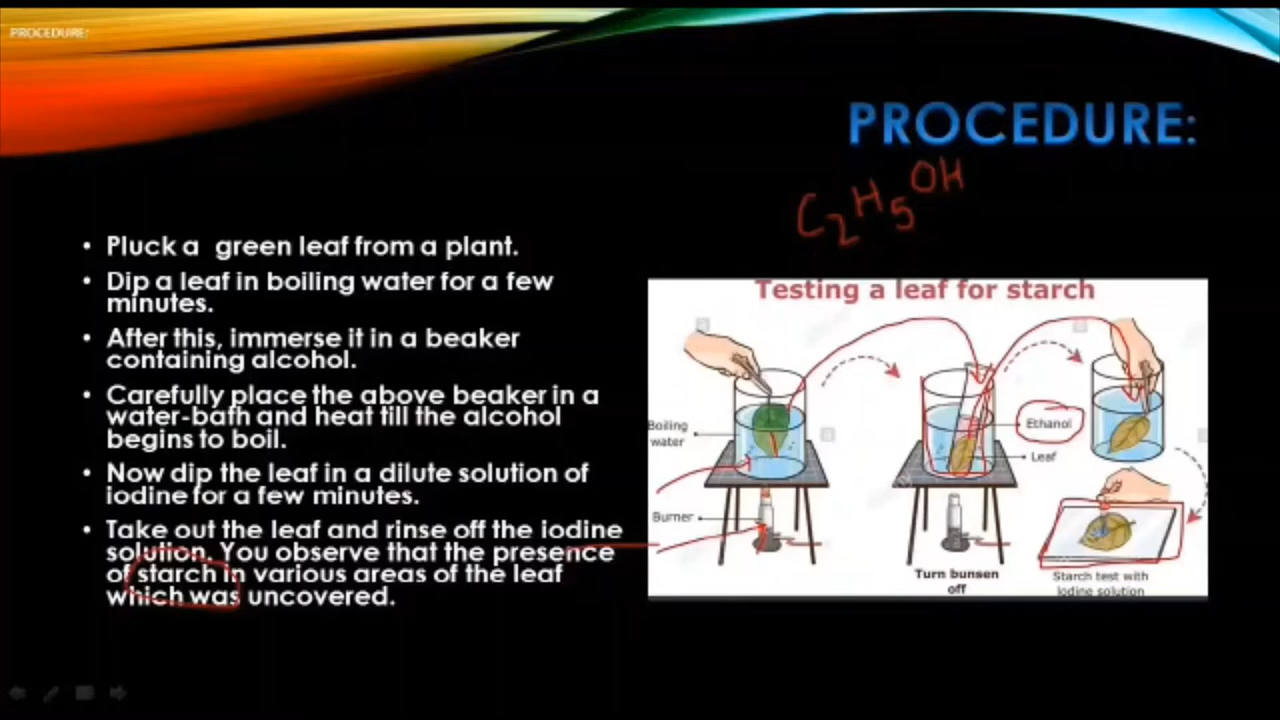 PROCEDURE:
PROCEDURE:
C2H5OH
• Pluck a green leaf from a plant.
• Dip a leaf in boiling water for a few
minutes.
• After this, immerse it in a beaker
containing alcohol.
• Carefully place the above beaker in a
water-bath and heat till the alcohol
begins to boil.
• Now dip the leaf in a dilute solution of
iodine for a few minutes.
• Take out the leaf and rinse off the iodine
solution. You observe that the presence
of starch in various areas of the leaf
which was uncovered.
Testing a leaf for starch
Boiling
water
Burner
Ethanol
Leaf
Turn bunsen
off
Starch test with
Iodine solution